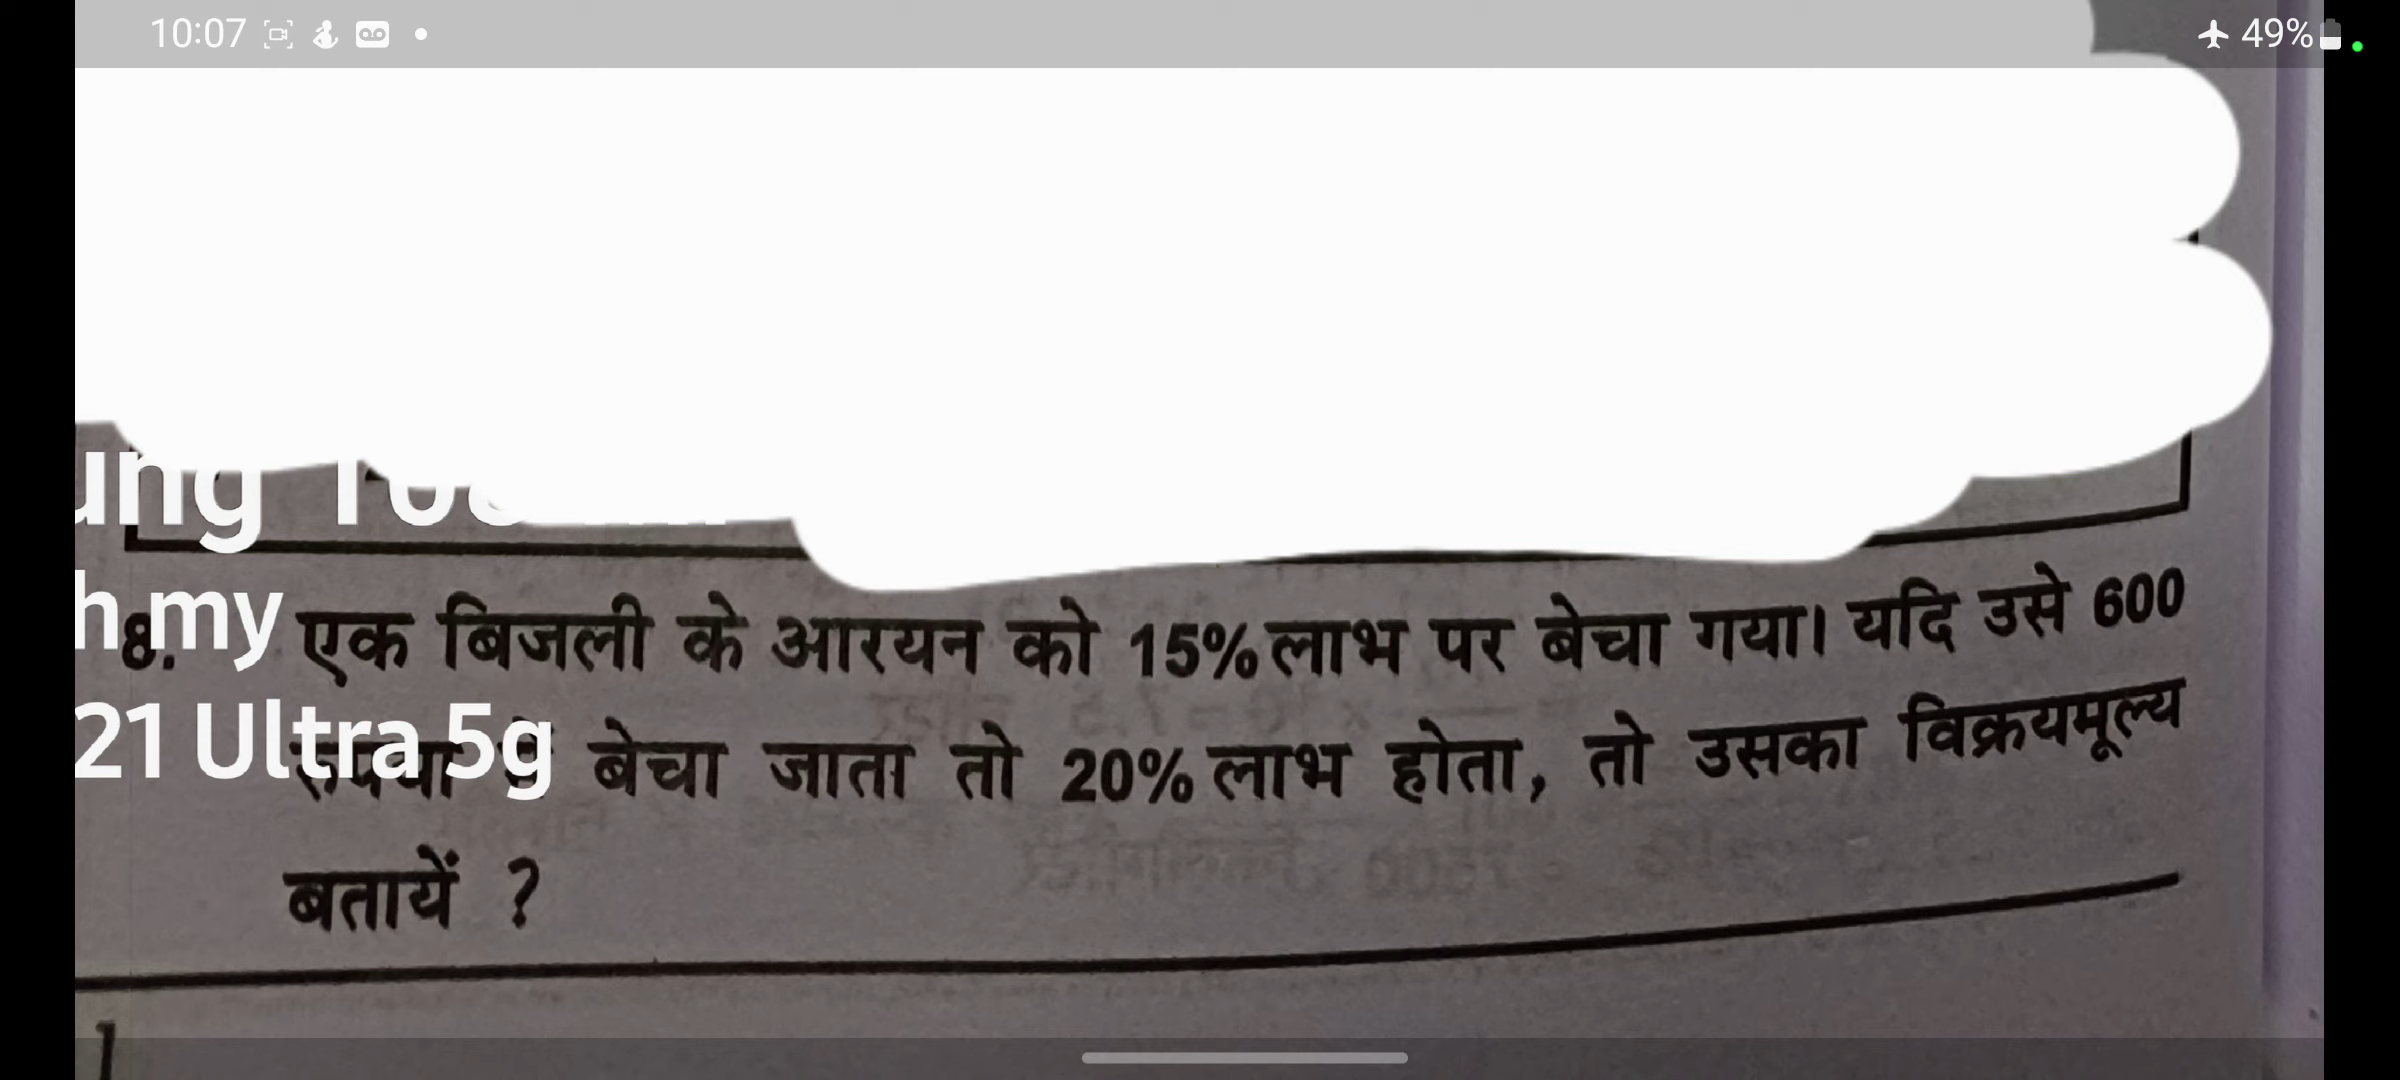 10:07
49%
ung
h my
8. एक बिजली के आरयन को 15% लाभ पर बेचा गया। यदि उसे 600
21 Ultra 5g
बेचा जाता तो 20% लाभ होता, तो उसका विक्रयमूल्य
बतायें ?